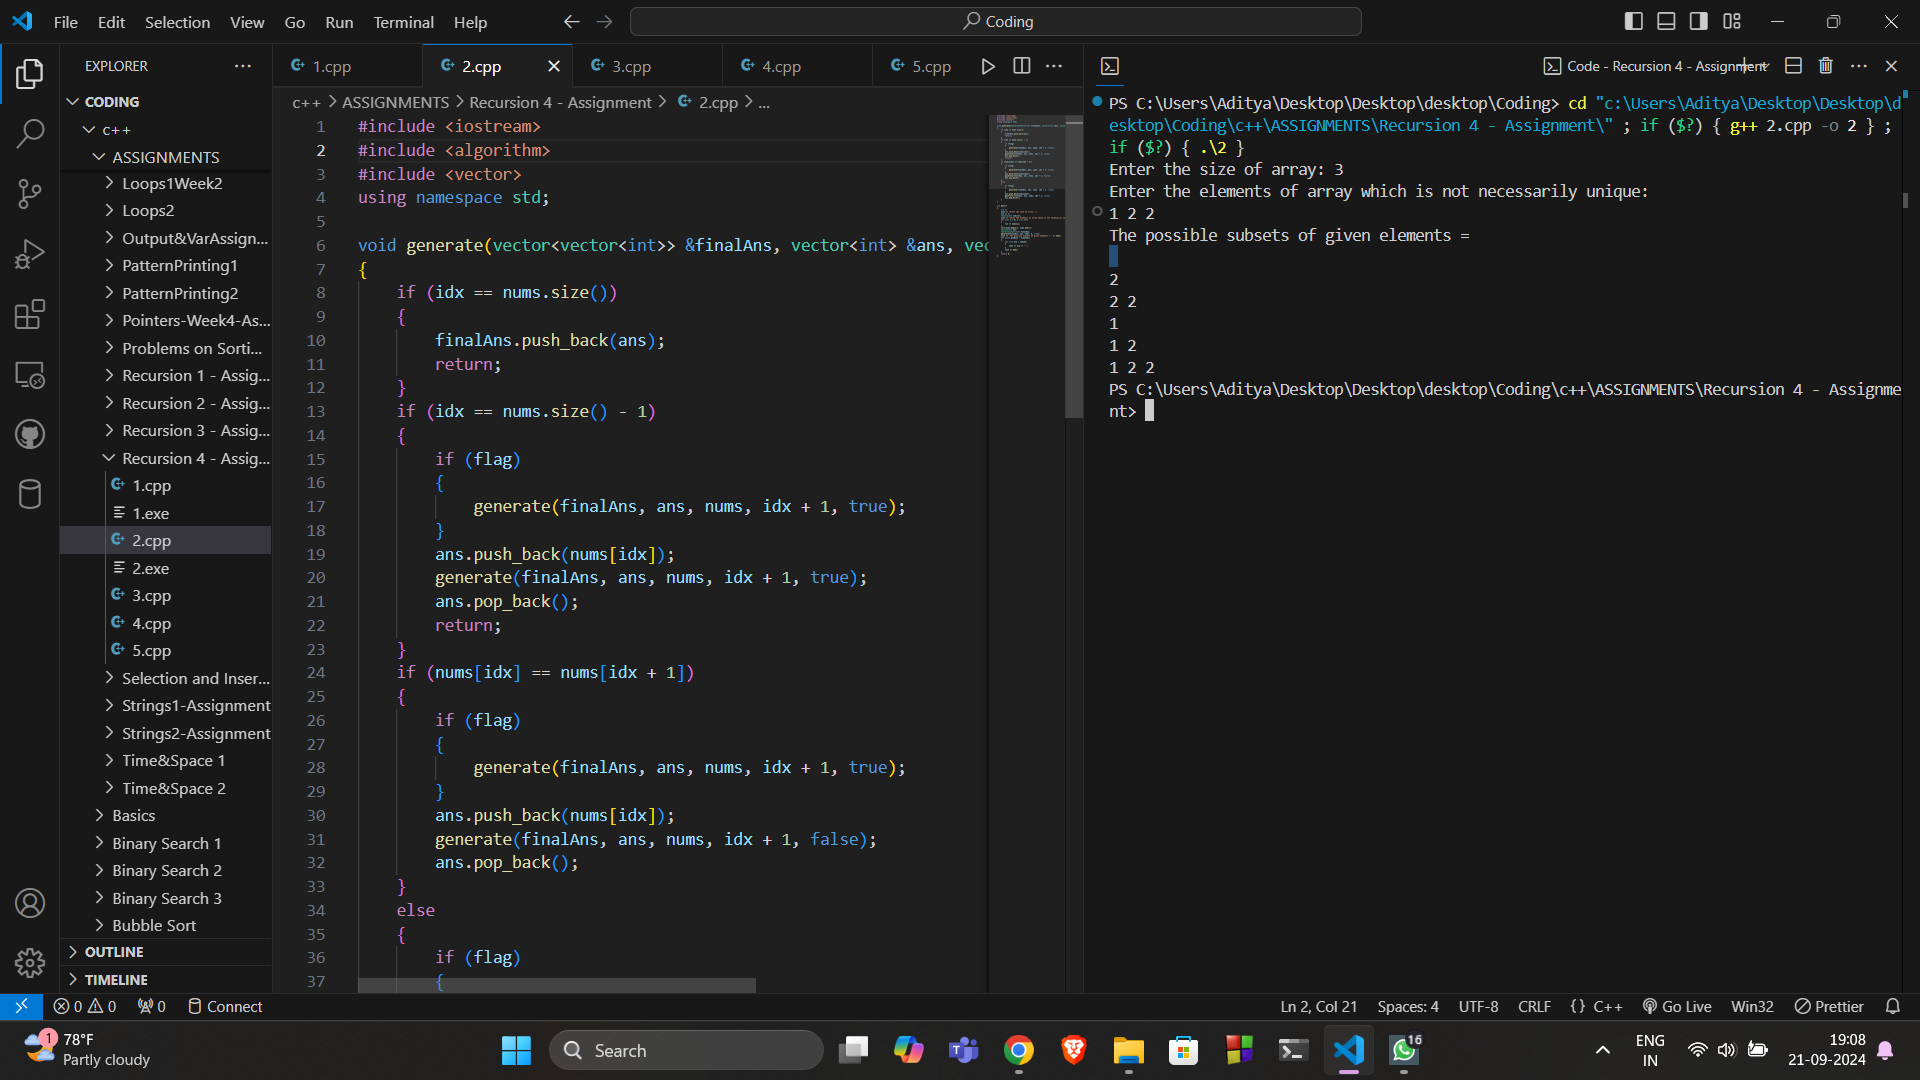 File Edit Selection View Go Run Terminal Help
Coding
EXPLORER
CODING
c++
ASSIGNMENTS
Loops1Week2
Loops2
Output&VarAssign...
PatternPrinting1
PatternPrinting2
Pointers-Week4-As...
Problems on Sorti...
Recursion 1 - Assig...
Recursion 2 - Assig...
Recursion 3 - Assig...
Recursion 4 - Assig...
1.cpp
1.exe
2.cpp
2.exe
3.cpp
4.cpp
5.cpp
Selection and Inser...
Strings1-Assignment
Strings2-Assignment
Time&Space 1
Time&Space 2
Basics
Binary Search 1
Binary Search 2
Binary Search 3
Bubble Sort
OUTLINE
TIMELINE
1.cpp 2.cpp 3.cpp 4.cpp 5.cpp
c++ > ASSIGNMENTS > Recursion 4 - Assignment > 2.cpp > ...
1 #include <iostream>
2 #include <algorithm>
3 #include <vector>
4 using namespace std;
5
6 void generate(vector<vector<int>> &finalAns, vector<int> &ans, vec
7 {
8 if (idx == nums.size())
9 {
10 finalAns.push_back(ans);
11 return;
12 }
13 if (idx == nums.size() - 1)
14 {
15 if (flag)
16 {
17 generate(finalAns, ans, nums, idx + 1, true);
18 }
19 ans.push_back(nums[idx]);
20 generate(finalAns, ans, nums, idx + 1, true);
21 ans.pop_back();
22 return;
23 }
24 if (nums[idx] == nums[idx + 1])
25 {
26 if (flag)
27 {
28 generate(finalAns, ans, nums, idx + 1, true);
29 }
30 ans.push_back(nums[idx]);
31 generate(finalAns, ans, nums, idx + 1, false);
32 ans.pop_back();
33 }
34 else
35 {
36 if (flag)
37 {
Code - Recursion 4 - Assignment
PS C:\Users\Aditya\Desktop\Desktop\desktop\Coding> cd "c:\Users\Aditya\Desktop\Desktop\d
esktop\Coding\c++\ASSIGNMENTS\Recursion 4 - Assignment\" ; if ($?) { g++ 2.cpp -o 2 } ;
if ($?) { .\2 }
Enter the size of array: 3
Enter the elements of array which is not necessarily unique:
1 2 2
The possible subsets of given elements =
2
2 2
1
1 2
1 2 2
PS C:\Users\Aditya\Desktop\Desktop\desktop\Coding\c++\ASSIGNMENTS\Recursion 4 - Assignme
nt>
0 0 0 Connect
Ln 2, Col 21 Spaces: 4 UTF-8 CRLF {} C++ Go Live Win32 Prettier
1
78°F
Partly cloudy
Search
16
ENG
IN
19:08
21-09-2024